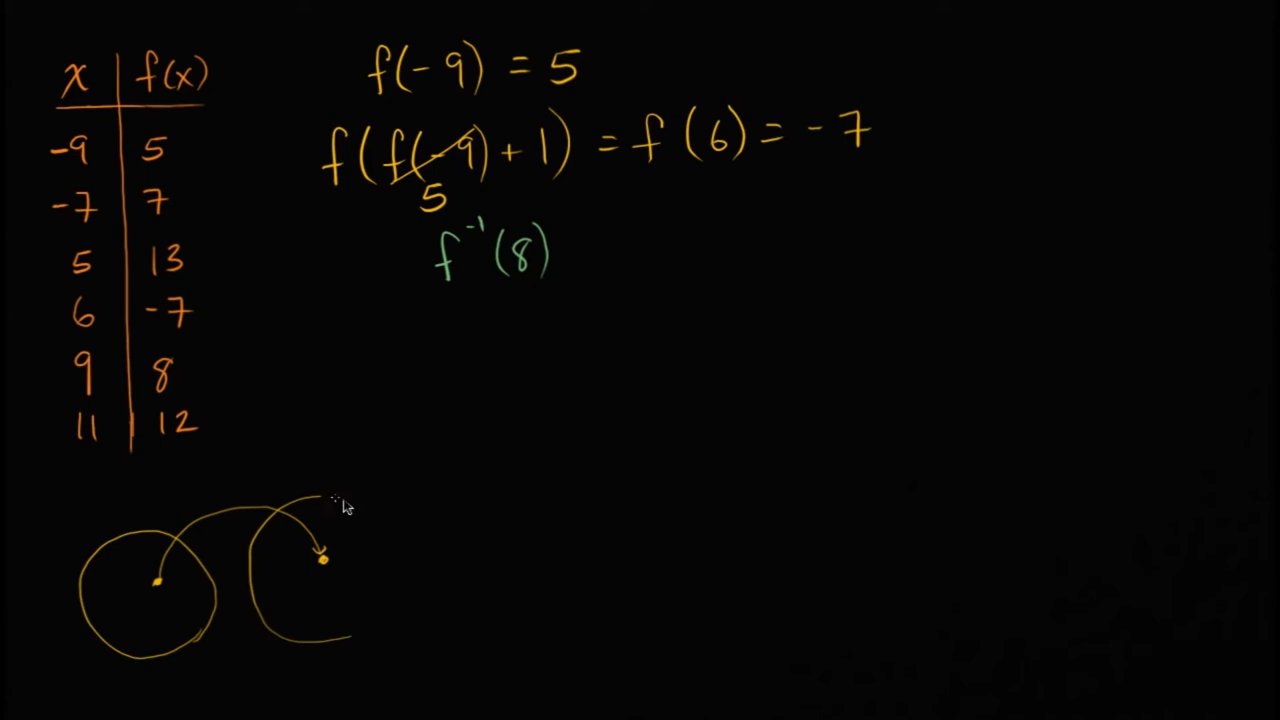 x f(x)
-9 5
-7 7
5 13
6 -7
9 8
11 12
f(-9) = 5
f(f(-9) + 1) = f(6) = -7
5
f⁻¹(8)